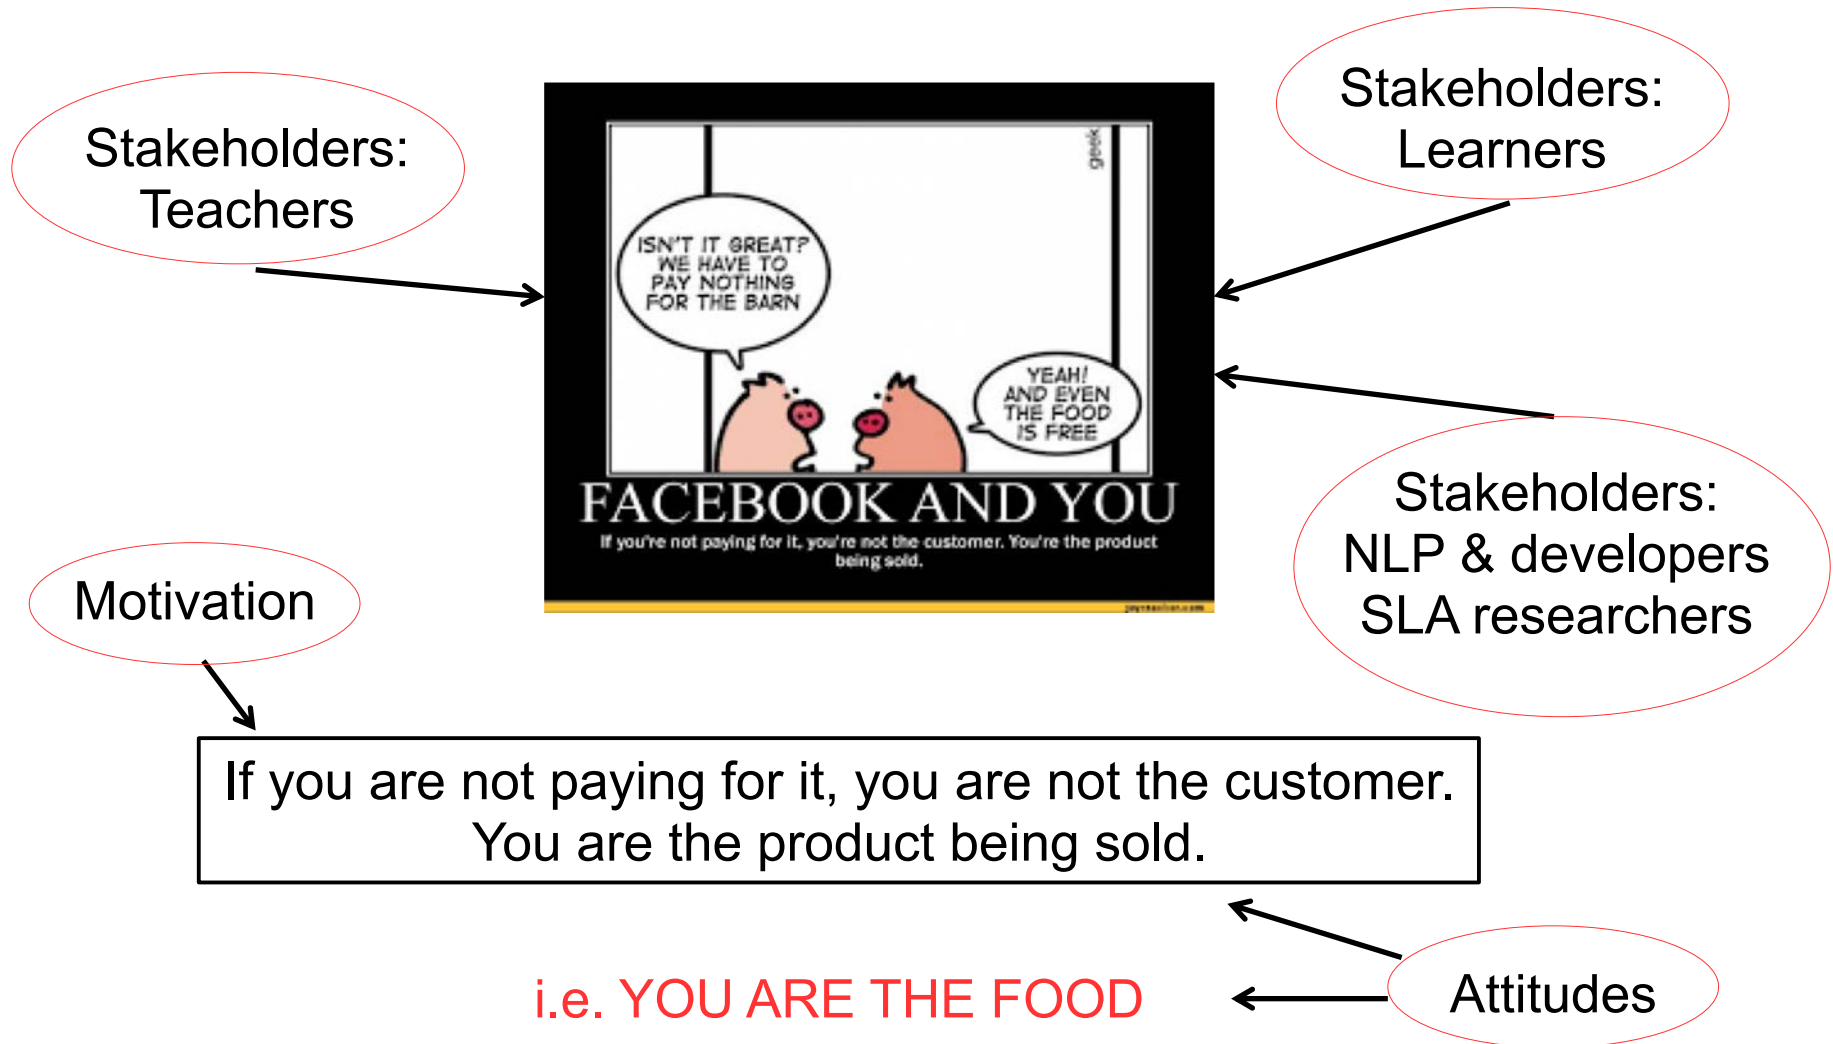 Stakeholders:
Teachers
Stakeholders:
Learners
geek
ISN'T IT GREAT?
WE HAVE TO
PAY NOTHING
FOR THE BARN
YEAH!
AND EVEN
THE FOOD
IS FREE
FACEBOOK AND YOU
If you're not paying for it, you're not the customer. You're the product
being sold.
Stakeholders:
NLP & developers
SLA researchers
Motivation
If you are not paying for it, you are not the customer.
You are the product being sold.
i.e. YOU ARE THE FOOD
Attitudes